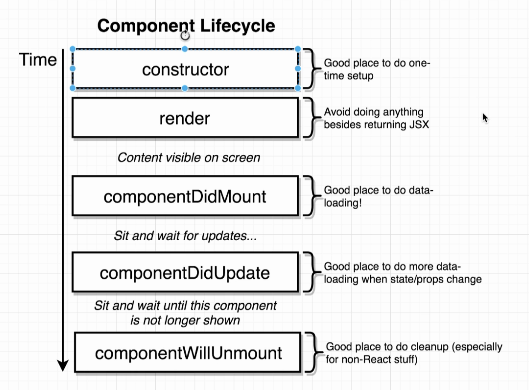 Component Lifecycle
Time
constructor
Good place to do one-
time setup
render
Avoid doing anything
besides returning JSX
Content visible on screen
componentDidMount
Good place to do data-
loading!
Sit and wait for updates...
componentDidUpdate
Good place to do more data-
loading when state/props change
Sit and wait until this component
is not longer shown
componentWillUnmount
Good place to do cleanup (especially
for non-React stuff)